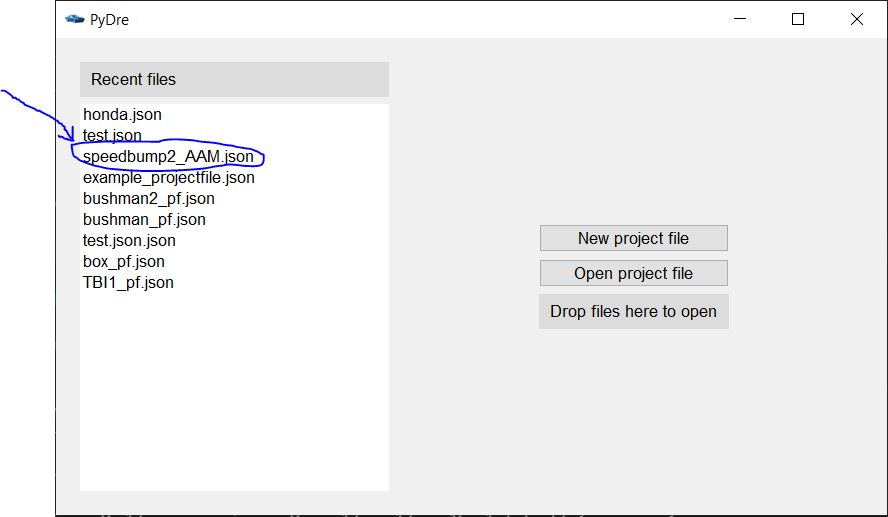 PyDre
Recent files
honda.json
test.json
speedbump2_AAM.json
example_projectfile.json
bushman2_pf.json
bushman_pf.json
test.json.json
box_pf.json
TBI1_pf.json
New project file
Open project file
Drop files here to open